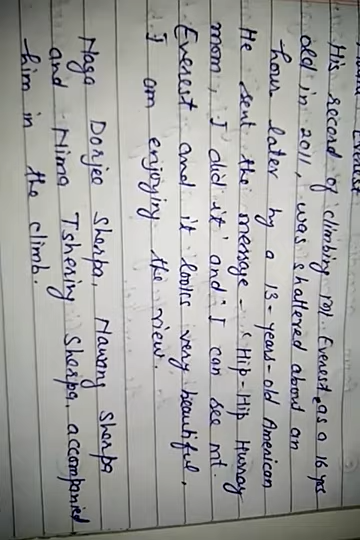 Everest
His record of climbing mt. Everest, as a 16 yrs
old in 2011, was shattered about an
hour later by a 13-years-old American
He sent the message - 'Hip-Hip Hurray
mom, I did it' and 'I can see mt.
Everest and it looks very beautiful.
I am enjoying the view.
Naga Dorjee Sherpa, Nawang Sherpa
and Nima Tshering Sherpa, accompanied
him in the climb.